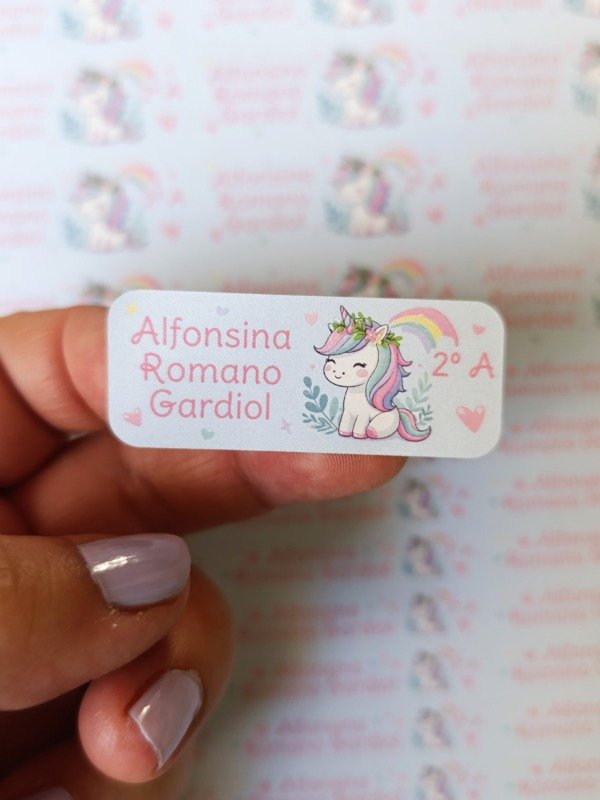 Alfonsina
Romano
Gardiol
2º A